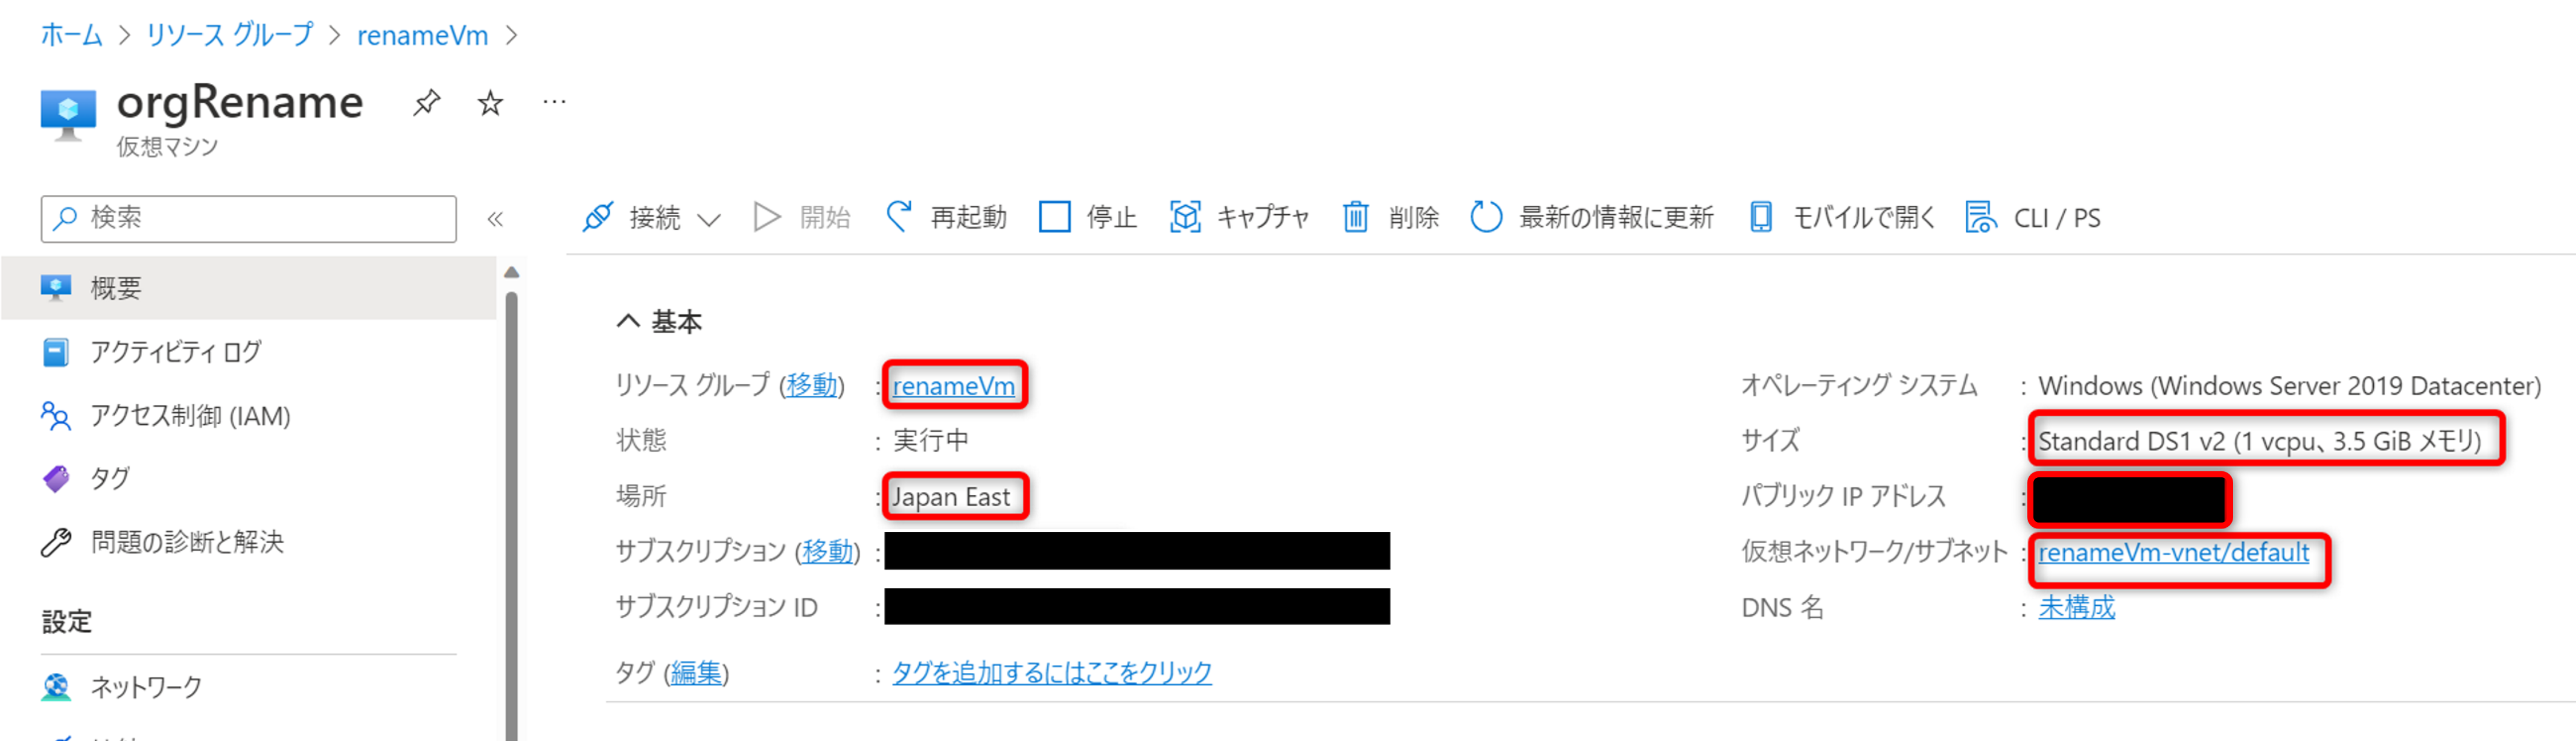 ホーム > リソース グループ > renameVm >
orgRename ...
仮想マシン
検索 «
接続 開始 再起動 停止 キャプチャ 削除 最新の情報に更新 モバイルで開く CLI / PS
概要
アクティビティ ログ
アクセス制御 (IAM)
タグ
問題の診断と解決
設定
ネットワーク
基本
リソース グループ (移動) : renameVm
状態 : 実行中
場所 : Japan East
サブスクリプション (移動) :
サブスクリプション ID :
タグ (編集) : タグを追加するにはここをクリック
オペレーティング システム : Windows (Windows Server 2019 Datacenter)
サイズ : Standard DS1 v2 (1 vcpu、3.5 GiB メモリ)
パブリック IP アドレス :
仮想ネットワーク/サブネット : renameVm-vnet/default
DNS 名 : 未構成